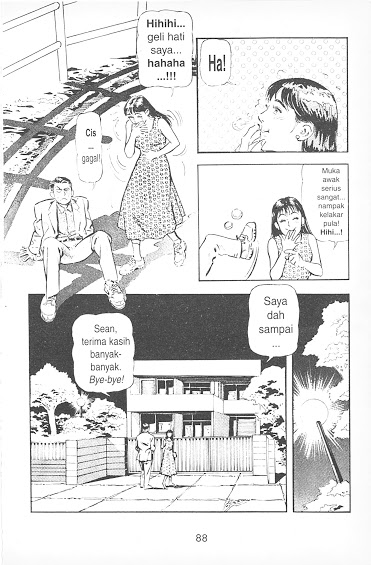 Ha!
Muka
awak
serius
sangat...
nampak
kelakar
pula!
Hihi...!
Hihihi...
geli hati
saya...
hahaha
...!!!
Cis
...
gagal!
Saya
dah
sampai
...
Sean,
terima kasih
banyak-
banyak.
Bye-bye!
88